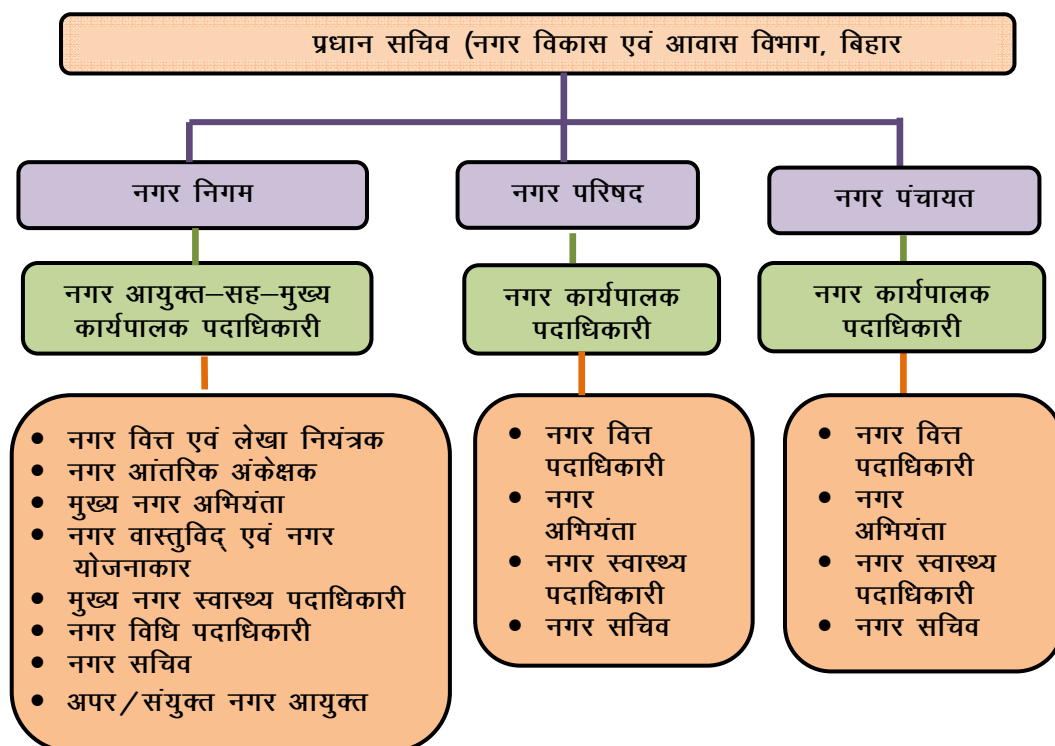 प्रधान सचिव (नगर विकास एवं आवास विभाग, बिहार
नगर निगम
नगर परिषद
नगर पंचायत
नगर आयुक्त–सह–मुख्य
कार्यपालक पदाधिकारी
नगर कार्यपालक
पदाधिकारी
नगर कार्यपालक
पदाधिकारी
• नगर वित्त एवं लेखा नियंत्रक
• नगर आंतरिक अंकेक्षक
• मुख्य नगर अभियंता
• नगर वास्तुविद् एवं नगर
योजनाकार
• मुख्य नगर स्वास्थ्य पदाधिकारी
• नगर विधि पदाधिकारी
• नगर सचिव
• अपर/संयुक्त नगर आयुक्त
• नगर वित्त
पदाधिकारी
• नगर
अभियंता
• नगर स्वास्थ्य
पदाधिकारी
• नगर सचिव
• नगर वित्त
पदाधिकारी
• नगर
अभियंता
• नगर स्वास्थ्य
पदाधिकारी
• नगर सचिव